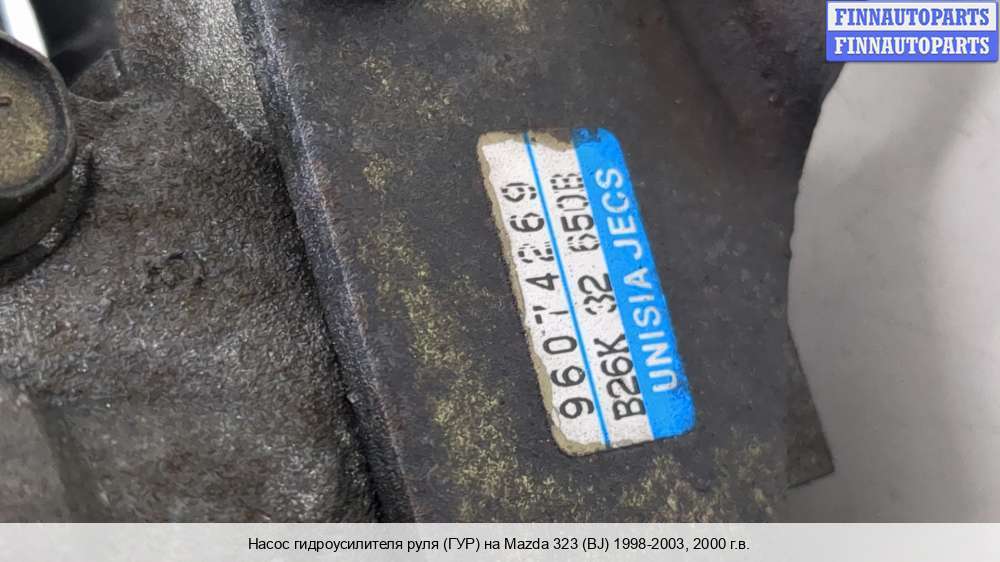 FINNAUTOPARTS
FINNAUTOPARTS
UNISIA JECS
B26K 32 650B
96074269
Насос гидроусилителя руля (ГУР) на Mazda 323 (BJ) 1998-2003, 2000 г.в.